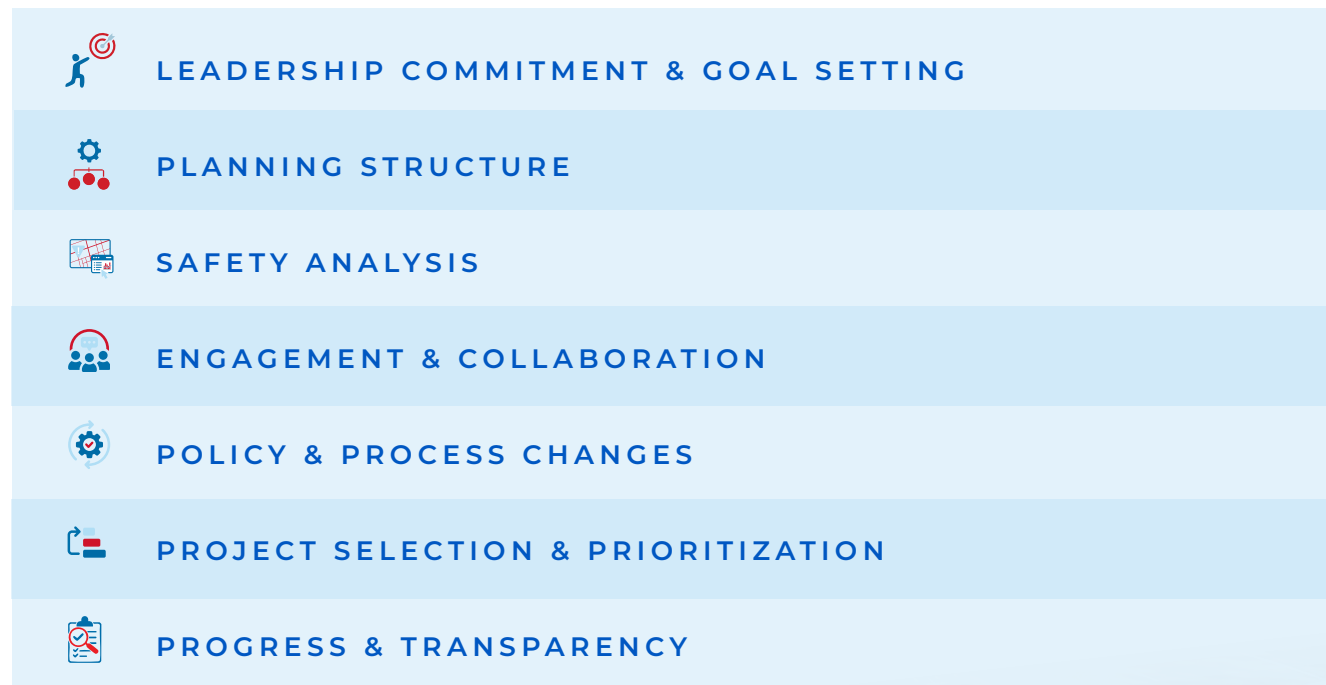 LEADERSHIP COMMITMENT & GOAL SETTING
PLANNING STRUCTURE
SAFETY ANALYSIS
ENGAGEMENT & COLLABORATION
POLICY & PROCESS CHANGES
PROJECT SELECTION & PRIORITIZATION
PROGRESS & TRANSPARENCY